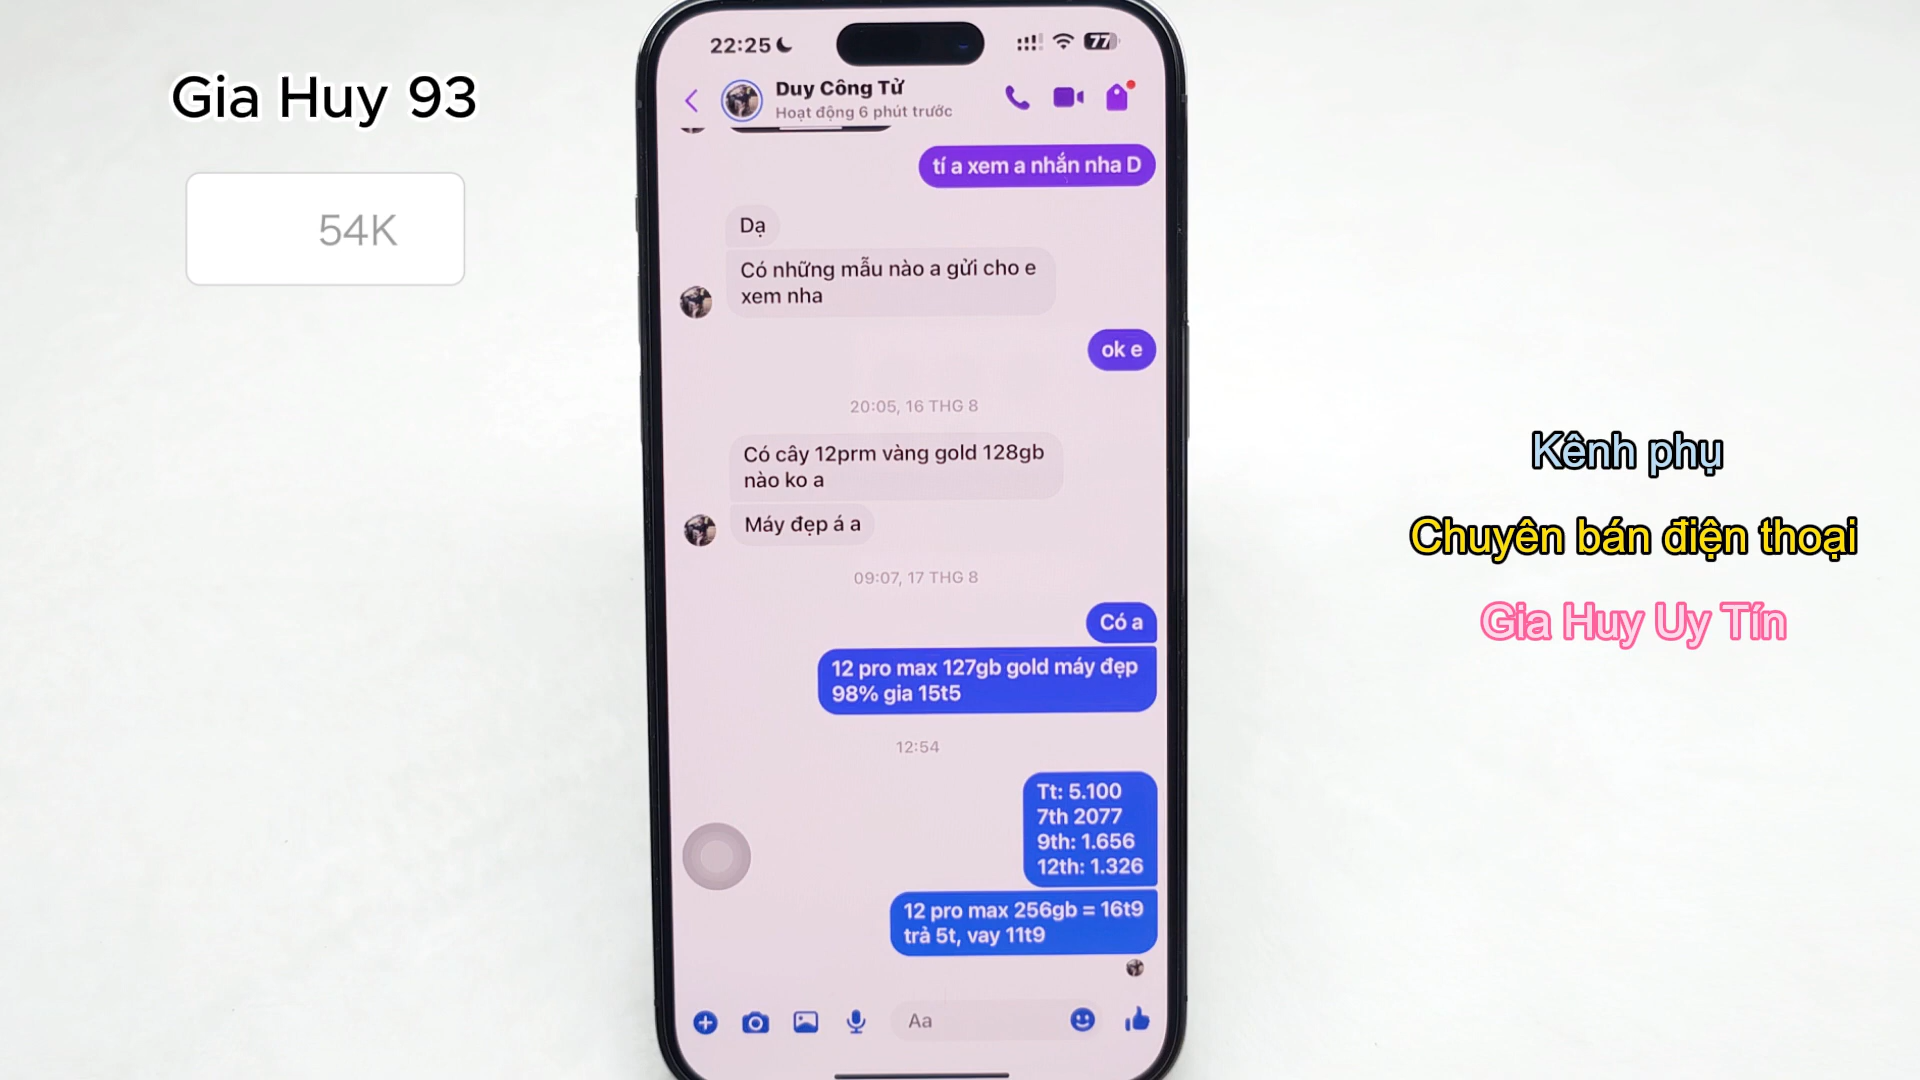 Gia Huy 93
54K
22:25
77
Duy Công Tử
Hoạt động 6 phút trước
tí a xem a nhắn nha D
Dạ
Có những mẫu nào a gửi cho e
xem nha
ok e
20:05, 16 THG 8
Có cây 12prm vàng gold 128gb
nào ko a
Máy đẹp á a
09:07, 17 THG 8
Có a
12 pro max 127gb gold máy đẹp
98% gia 15t5
12:54
Tt: 5.100
7th 2077
9th: 1.656
12th: 1.326
12 pro max 256gb = 16t9
trả 5t, vay 11t9
Aa
Kênh phụ
Chuyên bán điện thoại
Gia Huy Uy Tín